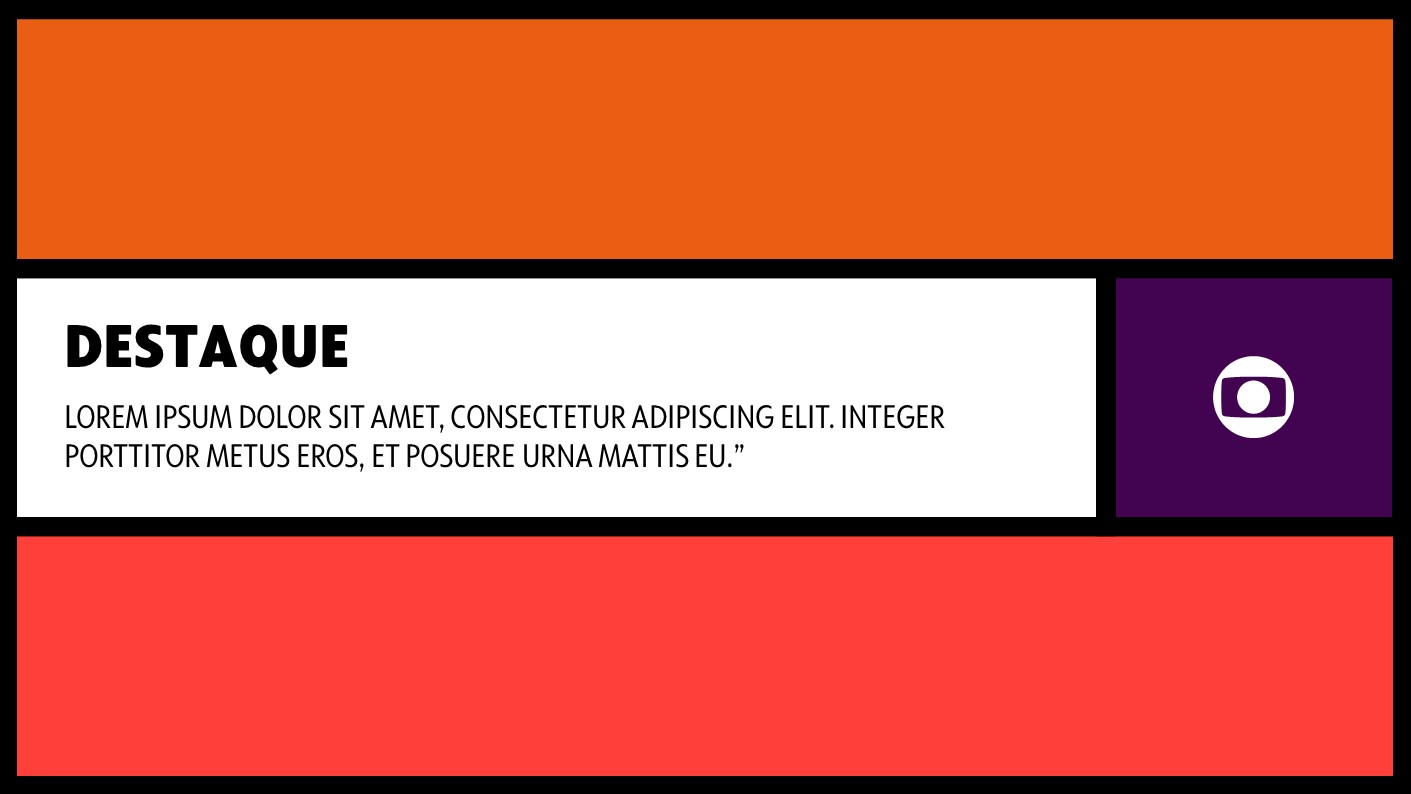 DESTAQUE
LOREM IPSUM DOLOR SIT AMET, CONSECTETUR ADIPISCING ELIT. INTEGER
PORTTITOR METUS EROS, ET POSUERE URNA MATTIS EU.”